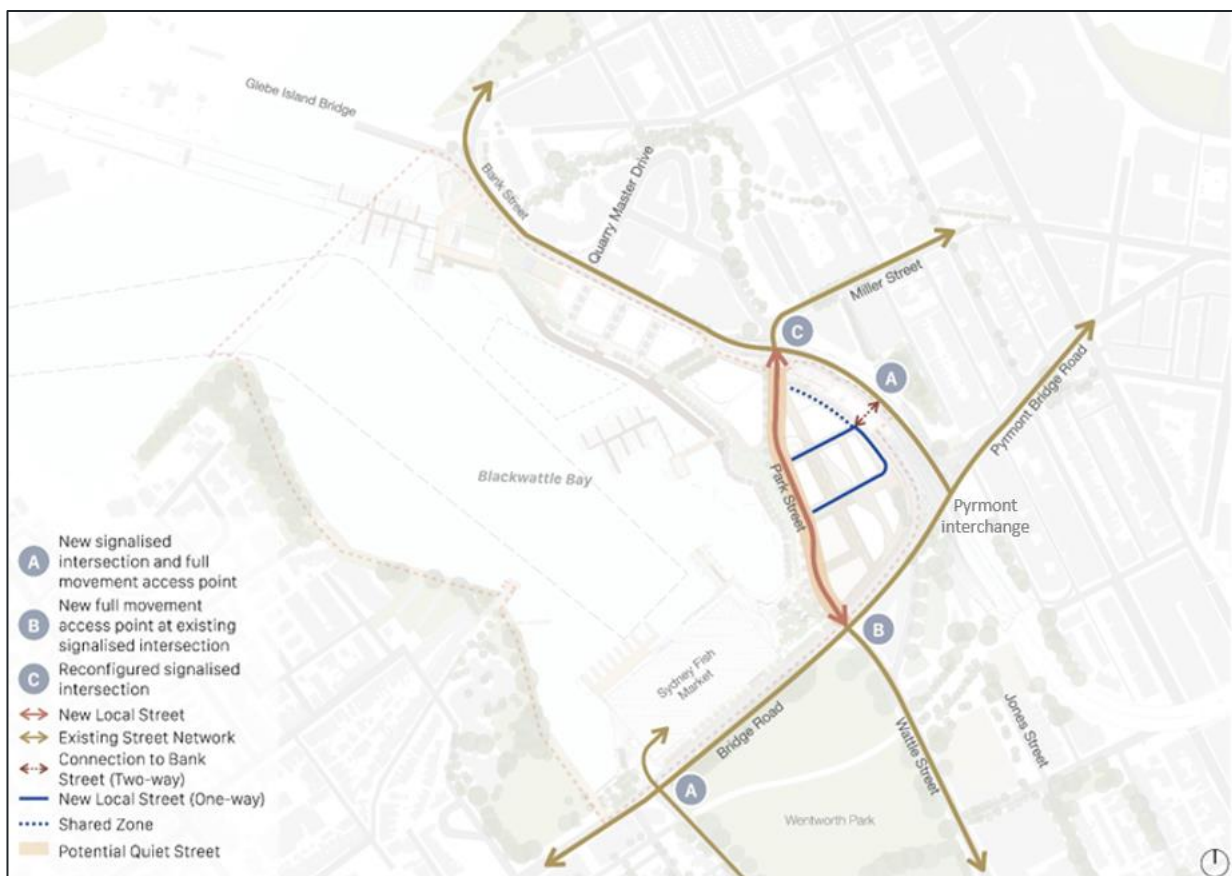 Glebe Island Bridge
Bank Street
Quarry Master Drive
Miller Street
C
A
Pyrmont Bridge Road
Blackwattle Bay
Park Street
Pyrmont
interchange
B
Sydney Fish
Market
Bridge Road
Wattle Street
Jones Street
A
Wentworth Park
A
New signalised
intersection and full
movement access point
B
New full movement
access point at existing
signalised intersection
C
Reconfigured signalised
intersection
New Local Street
Existing Street Network
Connection to Bank
Street (Two-way)
New Local Street (One-way)
Shared Zone
Potential Quiet Street